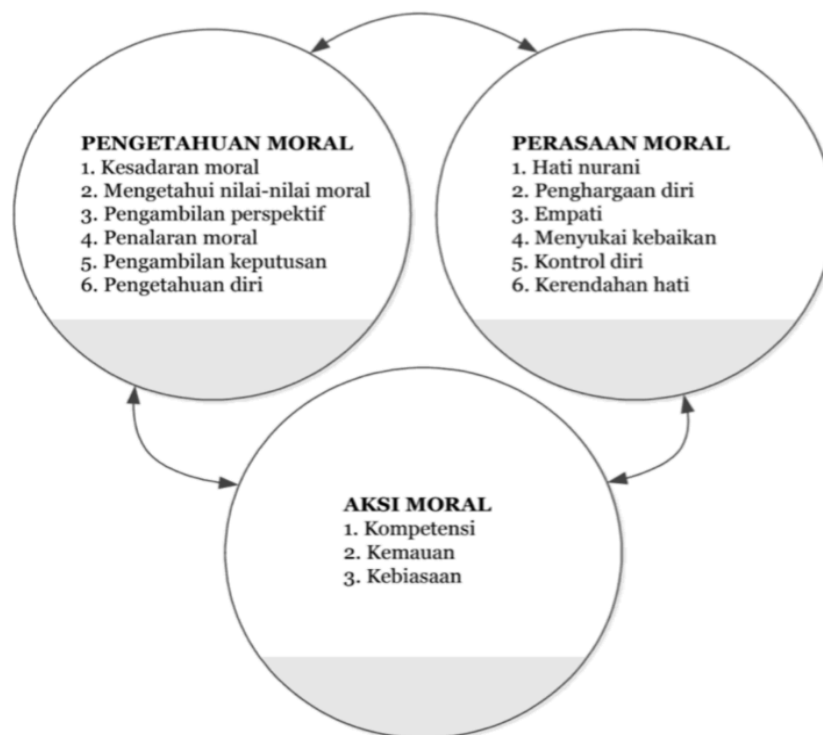 PENGETAHUAN MORAL
1. Kesadaran moral
2. Mengetahui nilai-nilai moral
3. Pengambilan perspektif
4. Penalaran moral
5. Pengambilan keputusan
6. Pengetahuan diri
PERASAAN MORAL
1. Hati nurani
2. Penghargaan diri
3. Empati
4. Menyukai kebaikan
5. Kontrol diri
6. Kerendahan hati
AKSI MORAL
1. Kompetensi
2. Kemauan
3. Kebiasaan